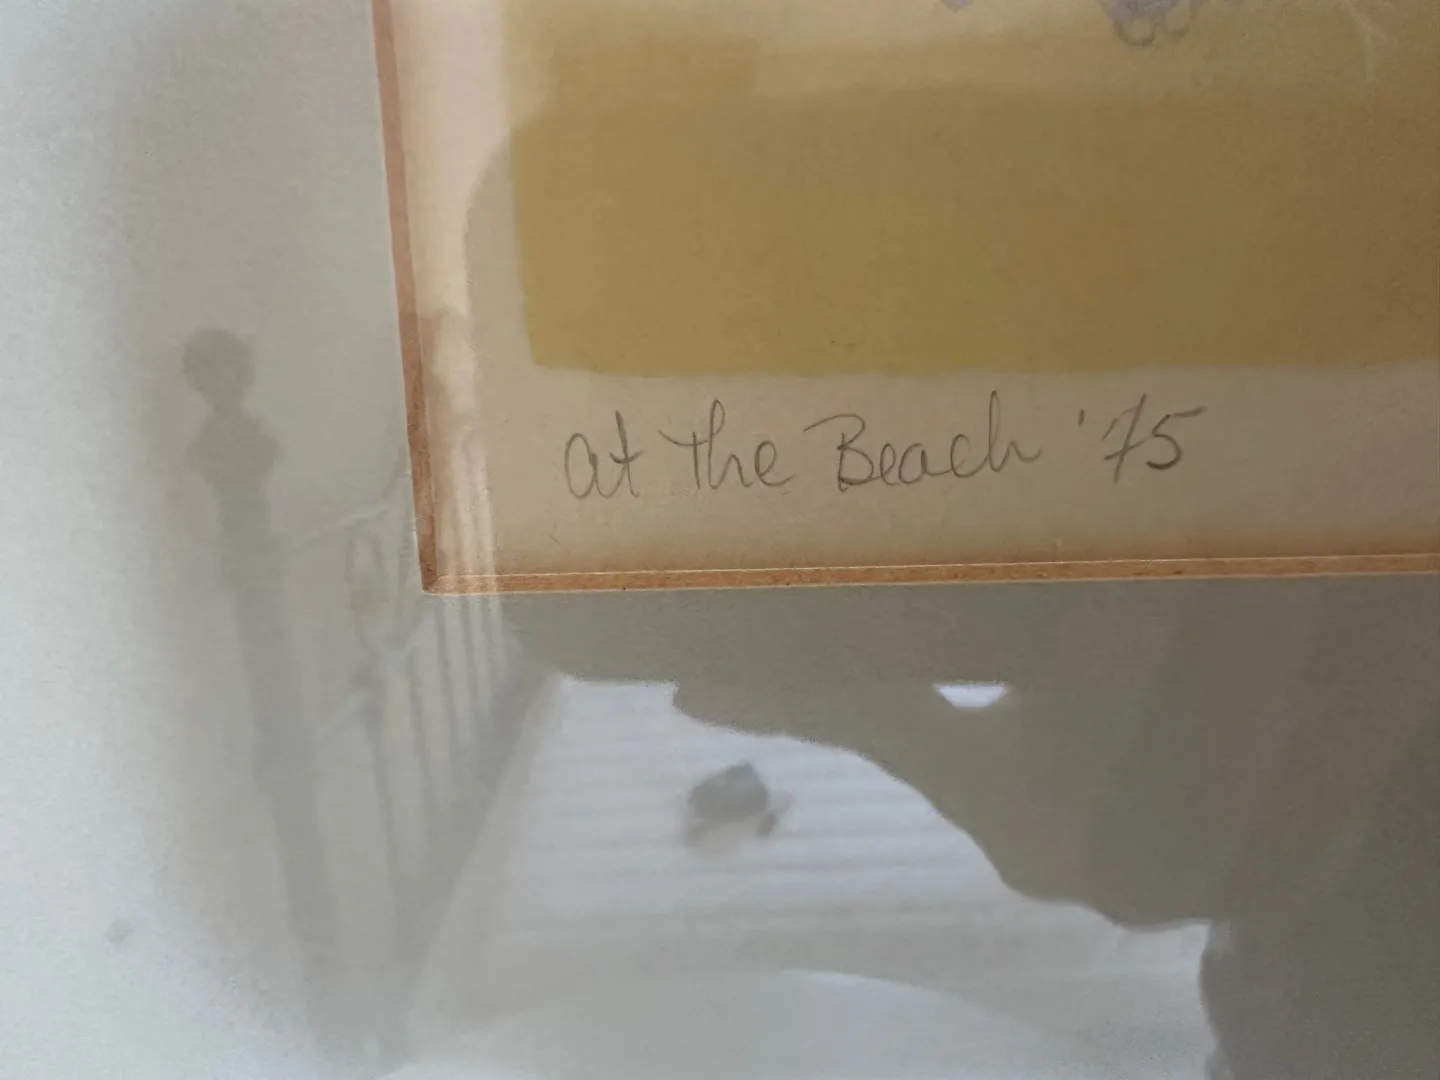 at the Beach '75